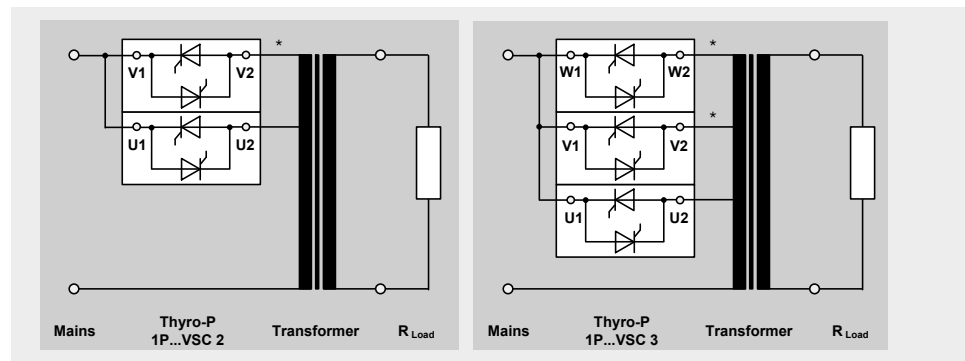 *
V1 V2
U1 U2
Mains
Thyro-P
1P...VSC 2
Transformer
R Load
*
W1 W2
*
V1 V2
U1 U2
Mains
Thyro-P
1P...VSC 3
Transformer
R Load